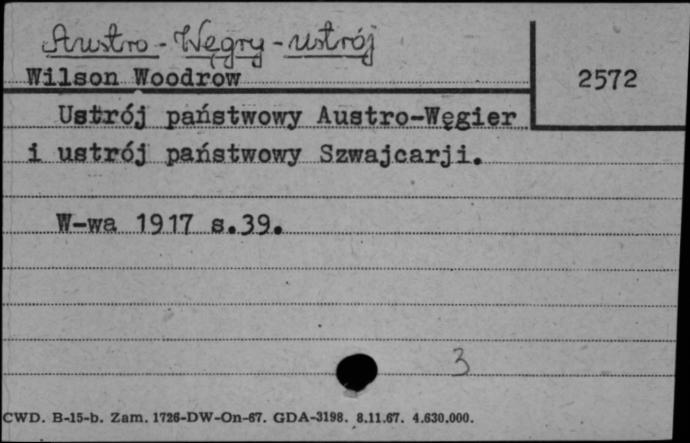 Austro-Węgry-ustrój
Wilson Woodrow
2572
Ustrój państwowy Austro-Węgier
i ustrój państwowy Szwajcarji.
W-wa 1917 s.39.
3
CWD. B-15-b. Zam. 1726-DW-On-67. GDA-3198. 8.11.67. 4.630.000.